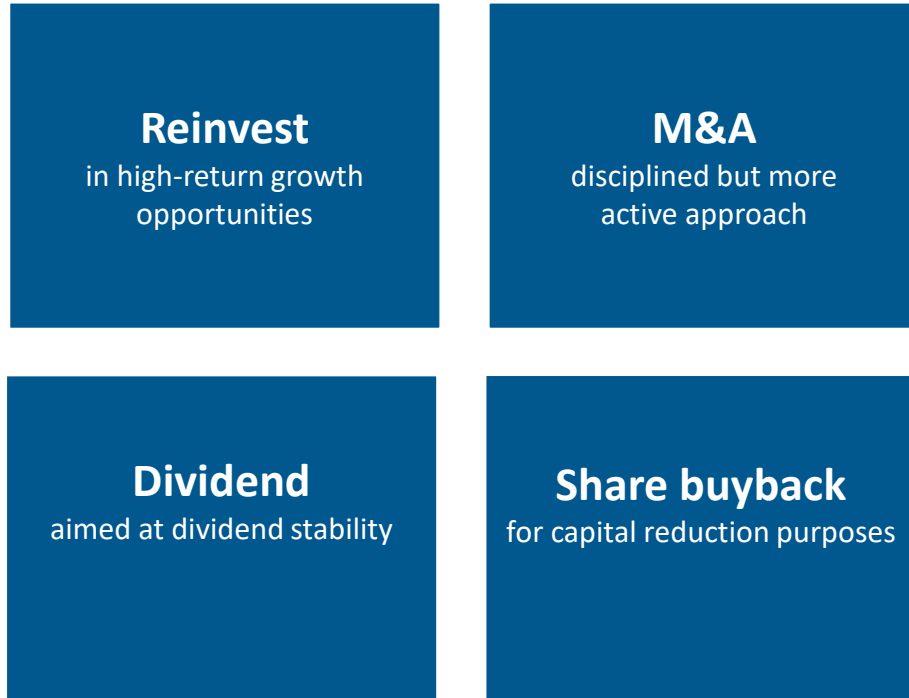 Reinvest
in high-return growth
opportunities
M&A
disciplined but more
active approach
Dividend
aimed at dividend stability
Share buyback
for capital reduction purposes